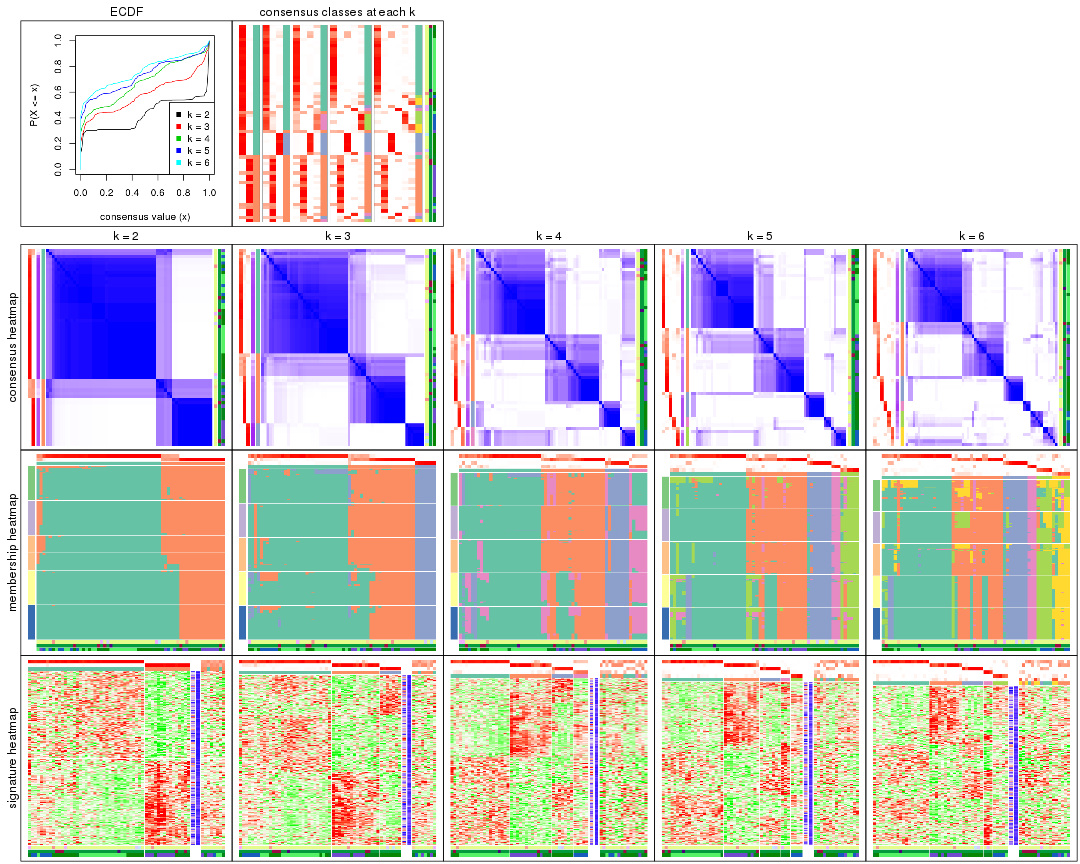 ECDF
consensus classes at each k
P(X <= x)
0.0 0.2 0.4 0.6 0.8 1.0
k = 2
k = 3
k = 4
k = 5
k = 6
0.0 0.2 0.4 0.6 0.8 1.0
consensus value (x)
k = 2 k = 3 k = 4 k = 5 k = 6
consensus heatmap
membership heatmap
signature heatmap